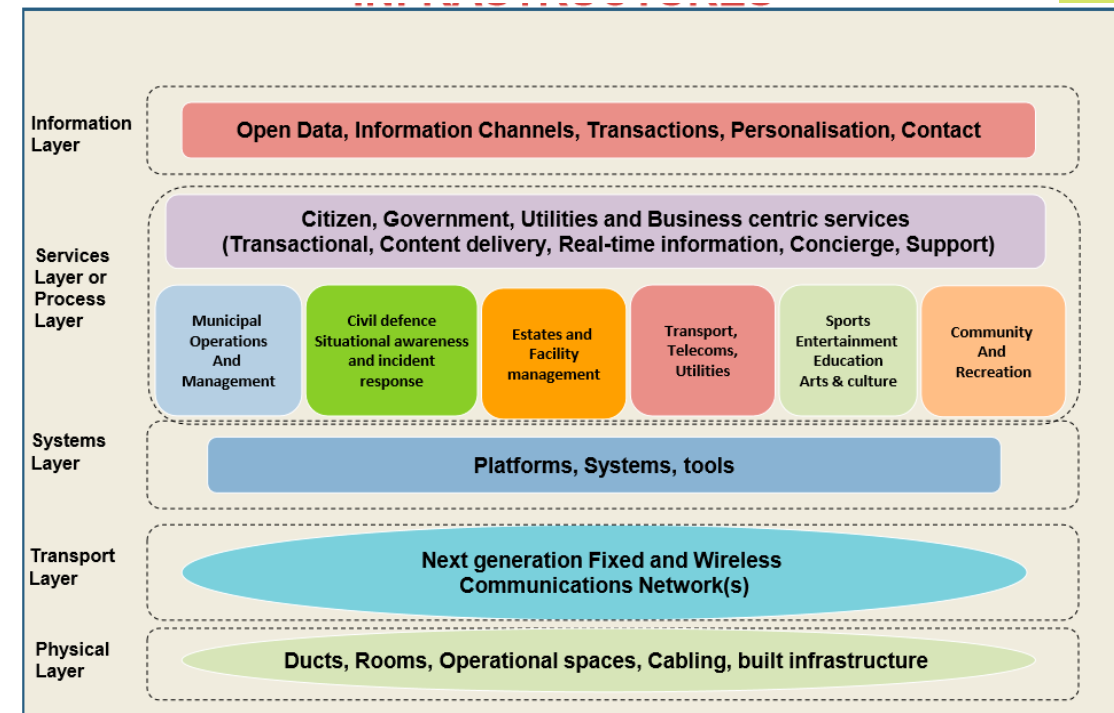 INFRASTRUCTURES
Information
Layer
Open Data, Information Channels, Transactions, Personalisation, Contact
Services
Layer or
Process
Layer
Citizen, Government, Utilities and Business centric services
(Transactional, Content delivery, Real-time information, Concierge, Support)
Municipal
Operations
And
Management
Civil defence
Situational awareness
and incident
response
Estates and
Facility
management
Transport,
Telecoms,
Utilities
Sports
Entertainment
Education
Arts & culture
Community
And
Recreation
Systems
Layer
Platforms, Systems, tools
Transport
Layer
Next generation Fixed and Wireless
Communications Network(s)
Physical
Layer
Ducts, Rooms, Operational spaces, Cabling, built infrastructure